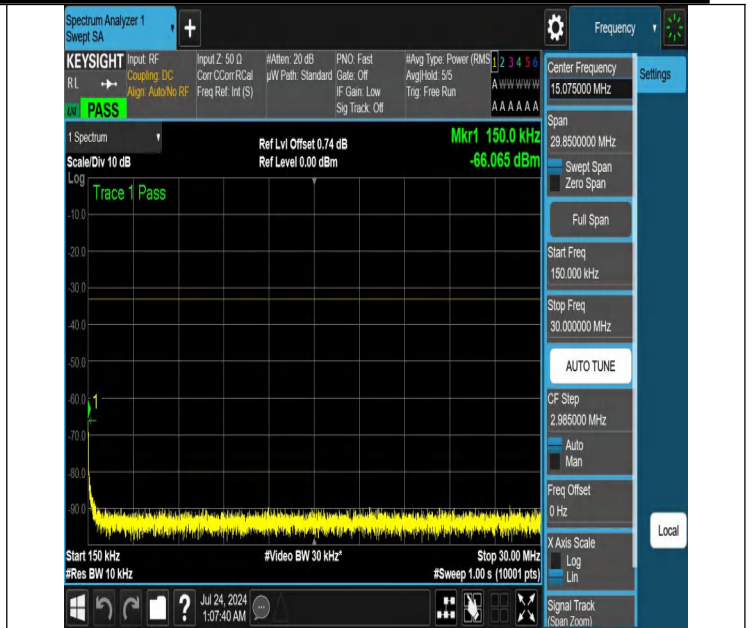 Spectrum Analyzer 1
Swept SA
+
Frequency
KEYSIGHT
RL
PASS
Input: RF
Coupling: DC
Align: Auto/No RF
Input Z: 50 Ω
Corr CCorr RCal
Freq Ref: Int (S)
#Atten: 20 dB
µW Path: Standard
PNO: Fast
Gate: Off
IF Gain: Low
Sig Track: Off
#Avg Type: Power (RMS
Avg|Hold: 5/5
Trig: Free Run
1 2 3 4 5 6
A W W W W W
A A A A A A
1 Spectrum
Scale/Div 10 dB
Log
Ref Lvl Offset 0.74 dB
Ref Level 0.00 dBm
Mkr1 150.0 kHz
-66.065 dBm
Trace 1 Pass
-10.0
-20.0
-30.0
-40.0
-50.0
-60.0
1
-70.0
-80.0
-90.0
Start 150 kHz
#Res BW 10 kHz
#Video BW 30 kHz*
Stop 30.00 MHz
#Sweep 1.00 s (10001 pts)
?
Jul 24, 2024
1:07:40 AM
Center Frequency
15.075000 MHz
Settings
Span
29.8500000 MHz
Swept Span
Zero Span
Full Span
Start Freq
150.000 kHz
Stop Freq
30.000000 MHz
AUTO TUNE
CF Step
2.985000 MHz
Auto
Man
Freq Offset
0 Hz
Local
X Axis Scale
Log
Lin
Signal Track
(Span Zoom)